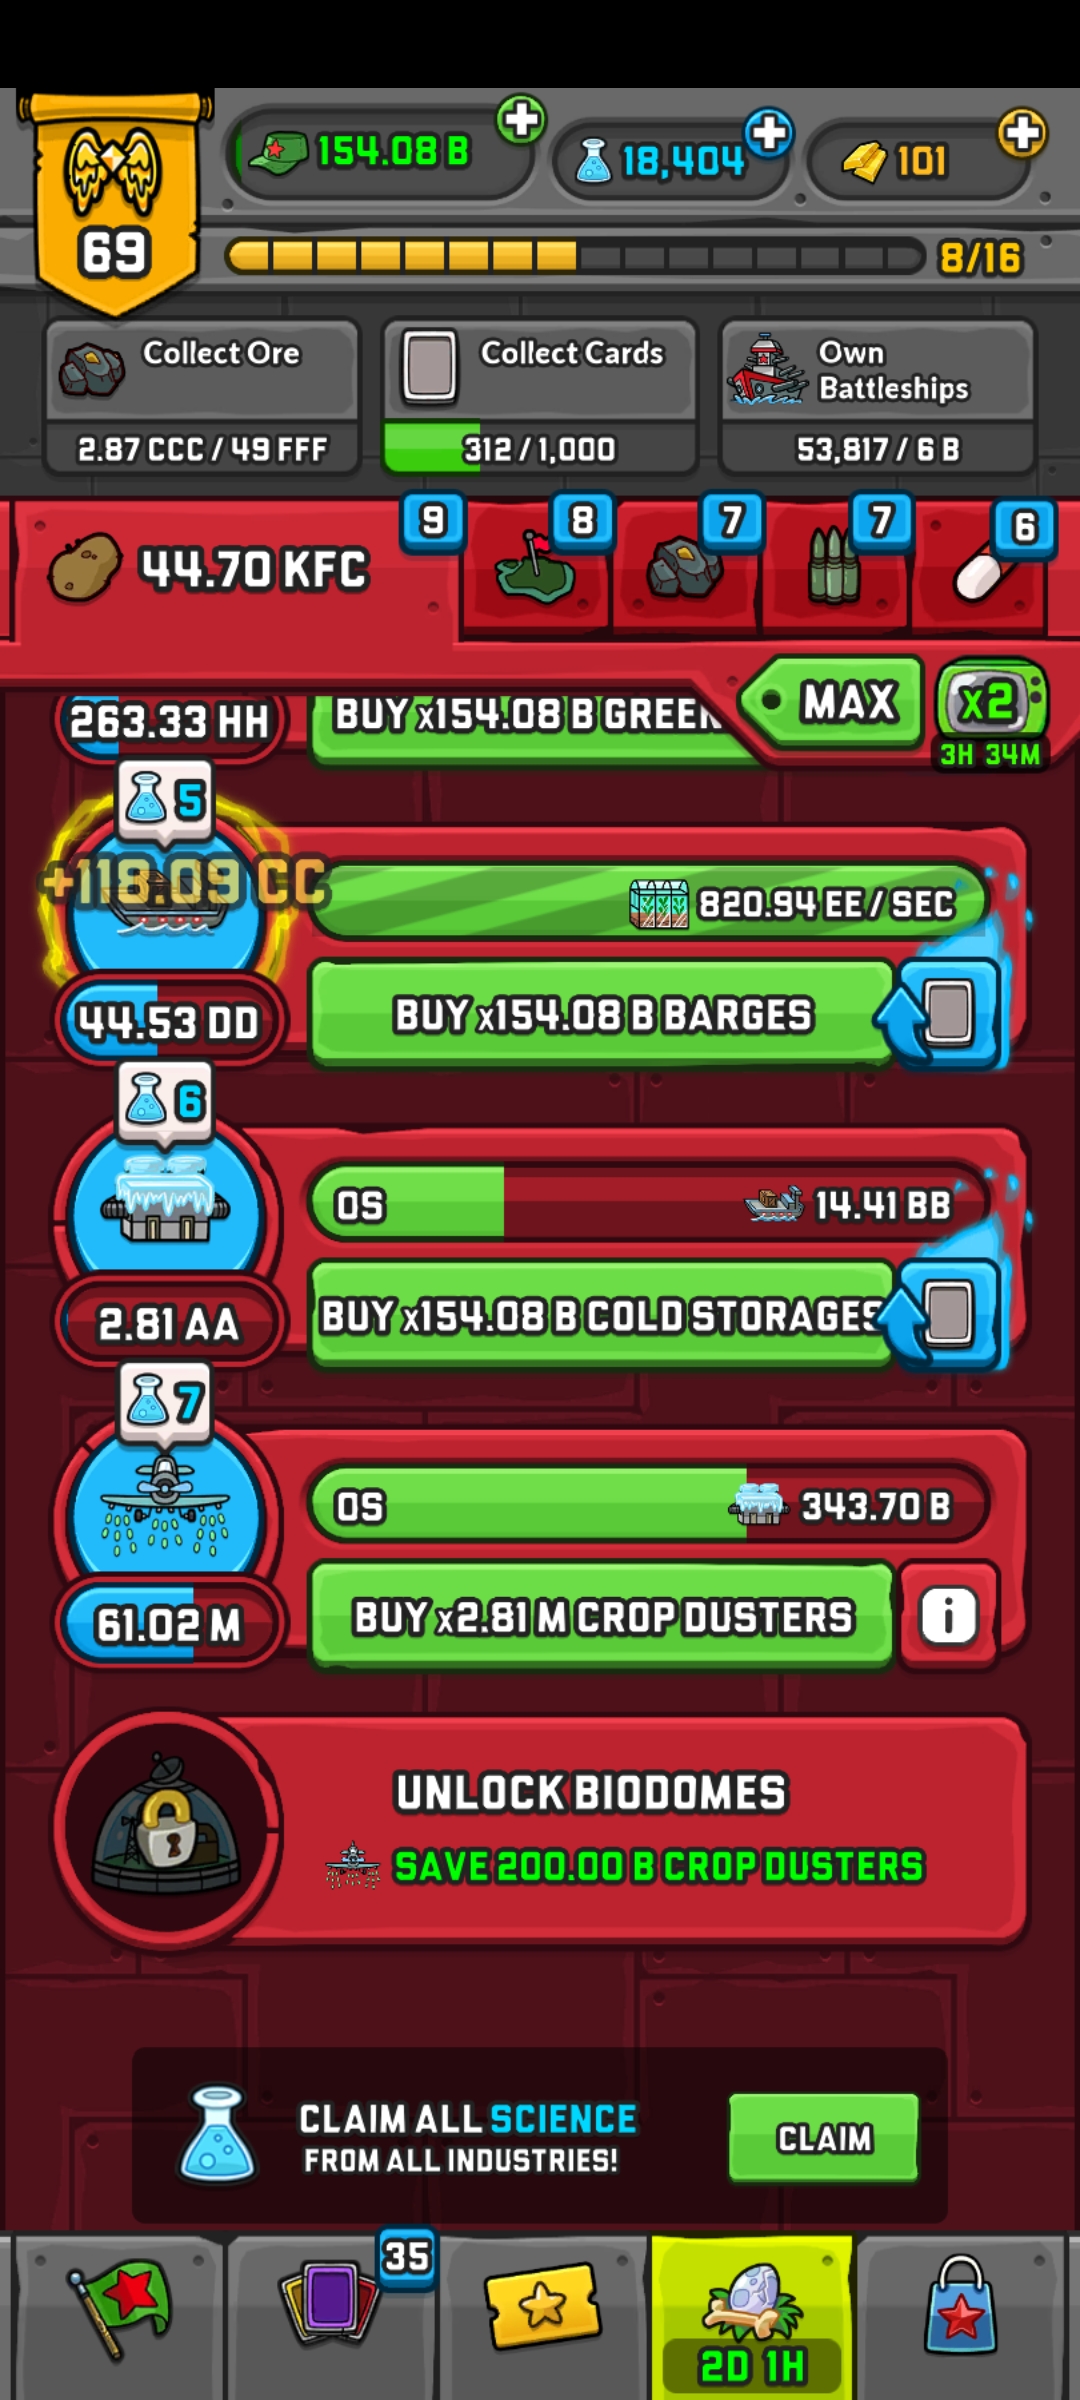 154.08 B
18,404
101
69
8/16
Collect Ore
2.87 CCC / 49 FFF
Collect Cards
312 / 1,000
Own
Battleships
53,817 / 6 B
44.70 KFC
9
8
7
7
6
MAX
x2
3H 34M
263.33 HH
BUY x154.08 B GREEN
5
+118.09 CC
820.94 EE / SEC
44.53 DD
BUY x154.08 B BARGES
6
0S
14.41 BB
2.81 AA
BUY x154.08 B COLD STORAGES
7
0S
343.70 B
61.02 M
BUY x2.81 M CROP DUSTERS
i
UNLOCK BIODOMES
SAVE 200.00 B CROP DUSTERS
CLAIM ALL SCIENCE
FROM ALL INDUSTRIES!
CLAIM
35
2D 1H